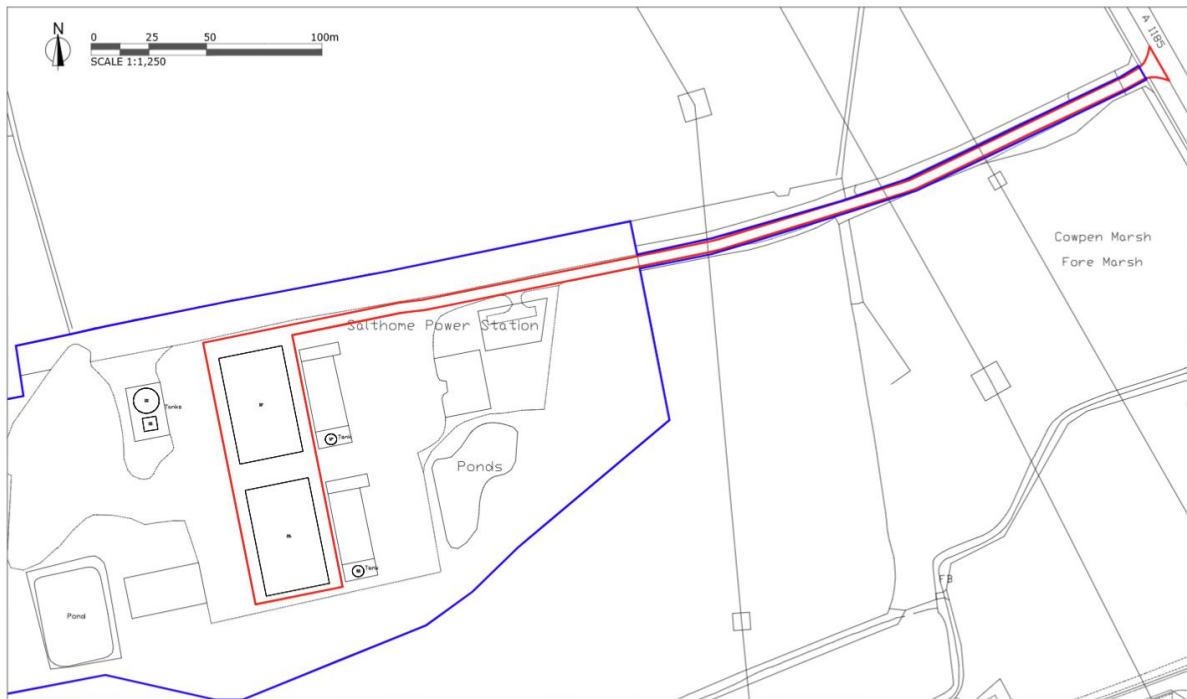 N
0 25 50 100m
SCALE 1:1,250
A 1185
Cowpen Marsh
Fore Marsh
Salthome Power Station
Tanks
Tank
Ponds
Tank
FB
Pond